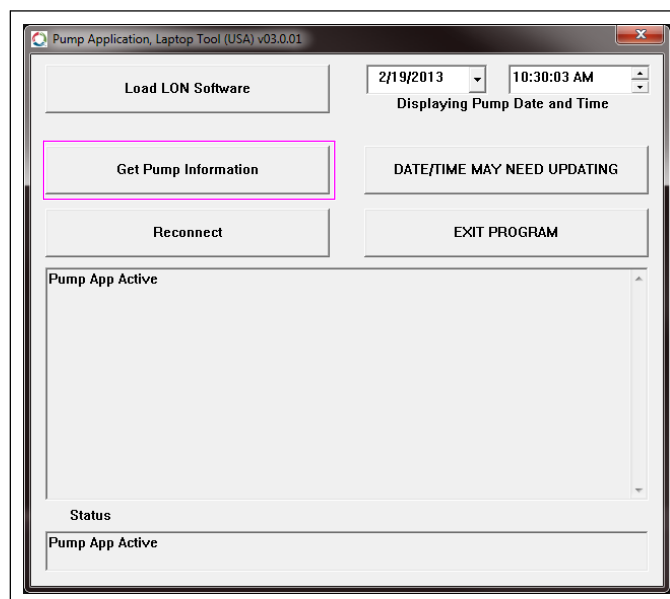 Pump Application, Laptop Tool (USA) v03.0.01
Load LON Software
2/19/2013
10:30:03 AM
Displaying Pump Date and Time
Get Pump Information
DATE/TIME MAY NEED UPDATING
Reconnect
EXIT PROGRAM
Pump App Active
Status
Pump App Active